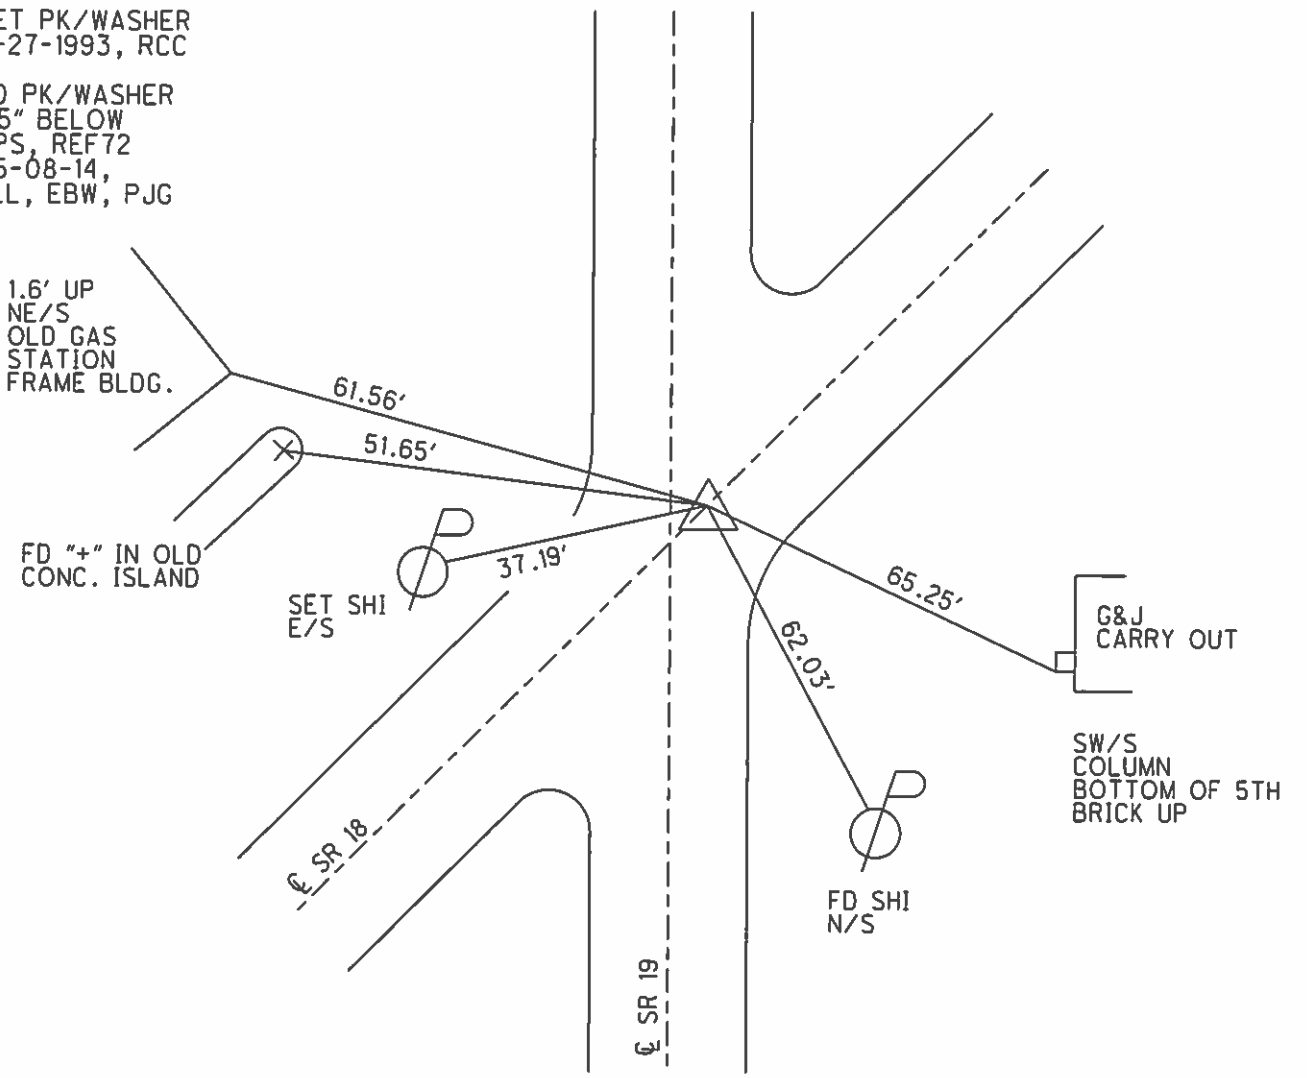 ET PK/WASHER
-27-1993, RCC
PK/WASHER
5" BELOW
PS, REF72
5-08-14,
LL, EBW, PJG
1.6' UP
NE/S
OLD GAS
STATION
FRAME BLDG.
61.56'
51.65'
37.19'
FD "+" IN OLD
CONC. ISLAND
SET SHI
E/S
65.25'
62.03'
G&J
CARRY OUT
SW/S
COLUMN
BOTTOM OF 5TH
BRICK UP
FD SHI
N/S
℄ SR 18
℄ SR 19